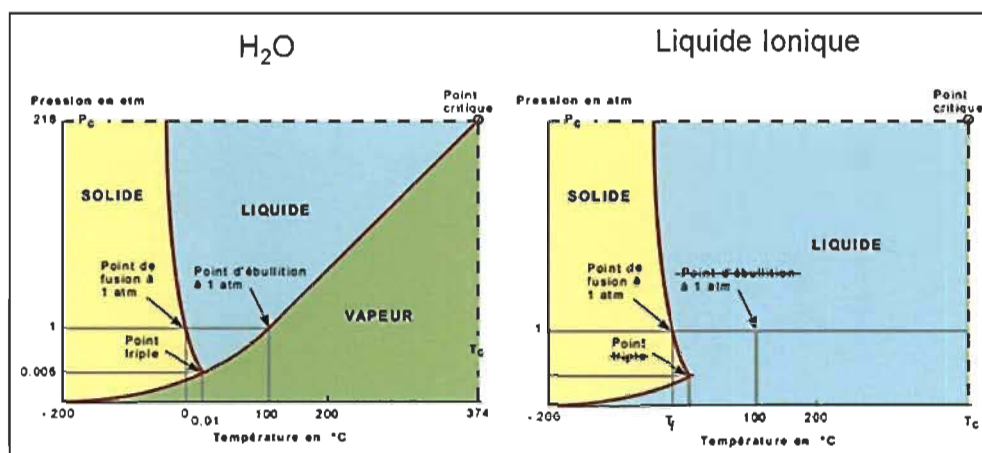 H₂O
Pression en atm
Point
critique
218
Pc
SOLIDE
LIQUIDE
Point de
fusion à
1 atm
Point d'ébullition
à 1 atm
VAPEUR
1
Point
triple
Tc
0.006
-200
0
0,01
100
200
374
Température en °C
Liquide Ionique
Pression en atm
Point
critique
Pc
SOLIDE
LIQUIDE
Point de
fusion à
1 atm
Point d'ébullition
à 1 atm
1
Point
triple
-206
Tf
100
200
Tc
Température en °C